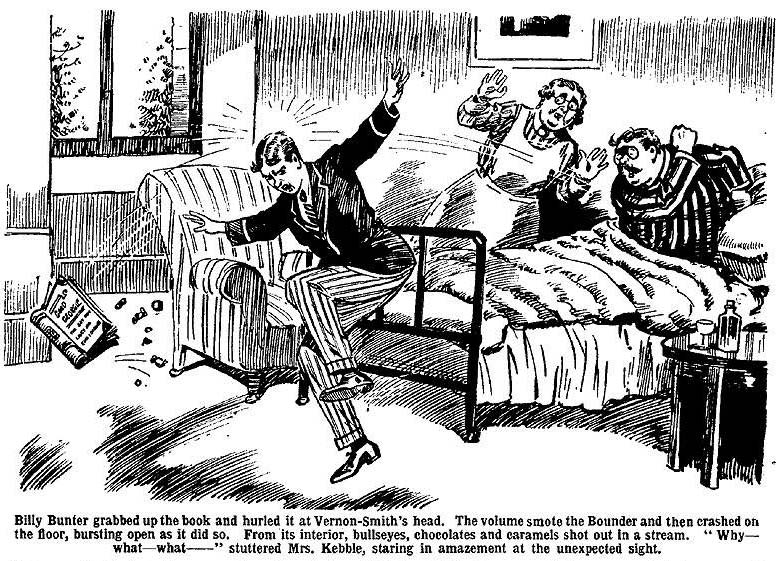 Billy Bunter grabbed up the book and hurled it at Vernon-Smith's head. The volume smote the Bounder and then crashed on
the floor, bursting open as it did so. From its interior, bullseyes, chocolates and caramels shot out in a stream. "Why—
what—what——" stuttered Mrs. Kebble, staring in amazement at the unexpected sight.